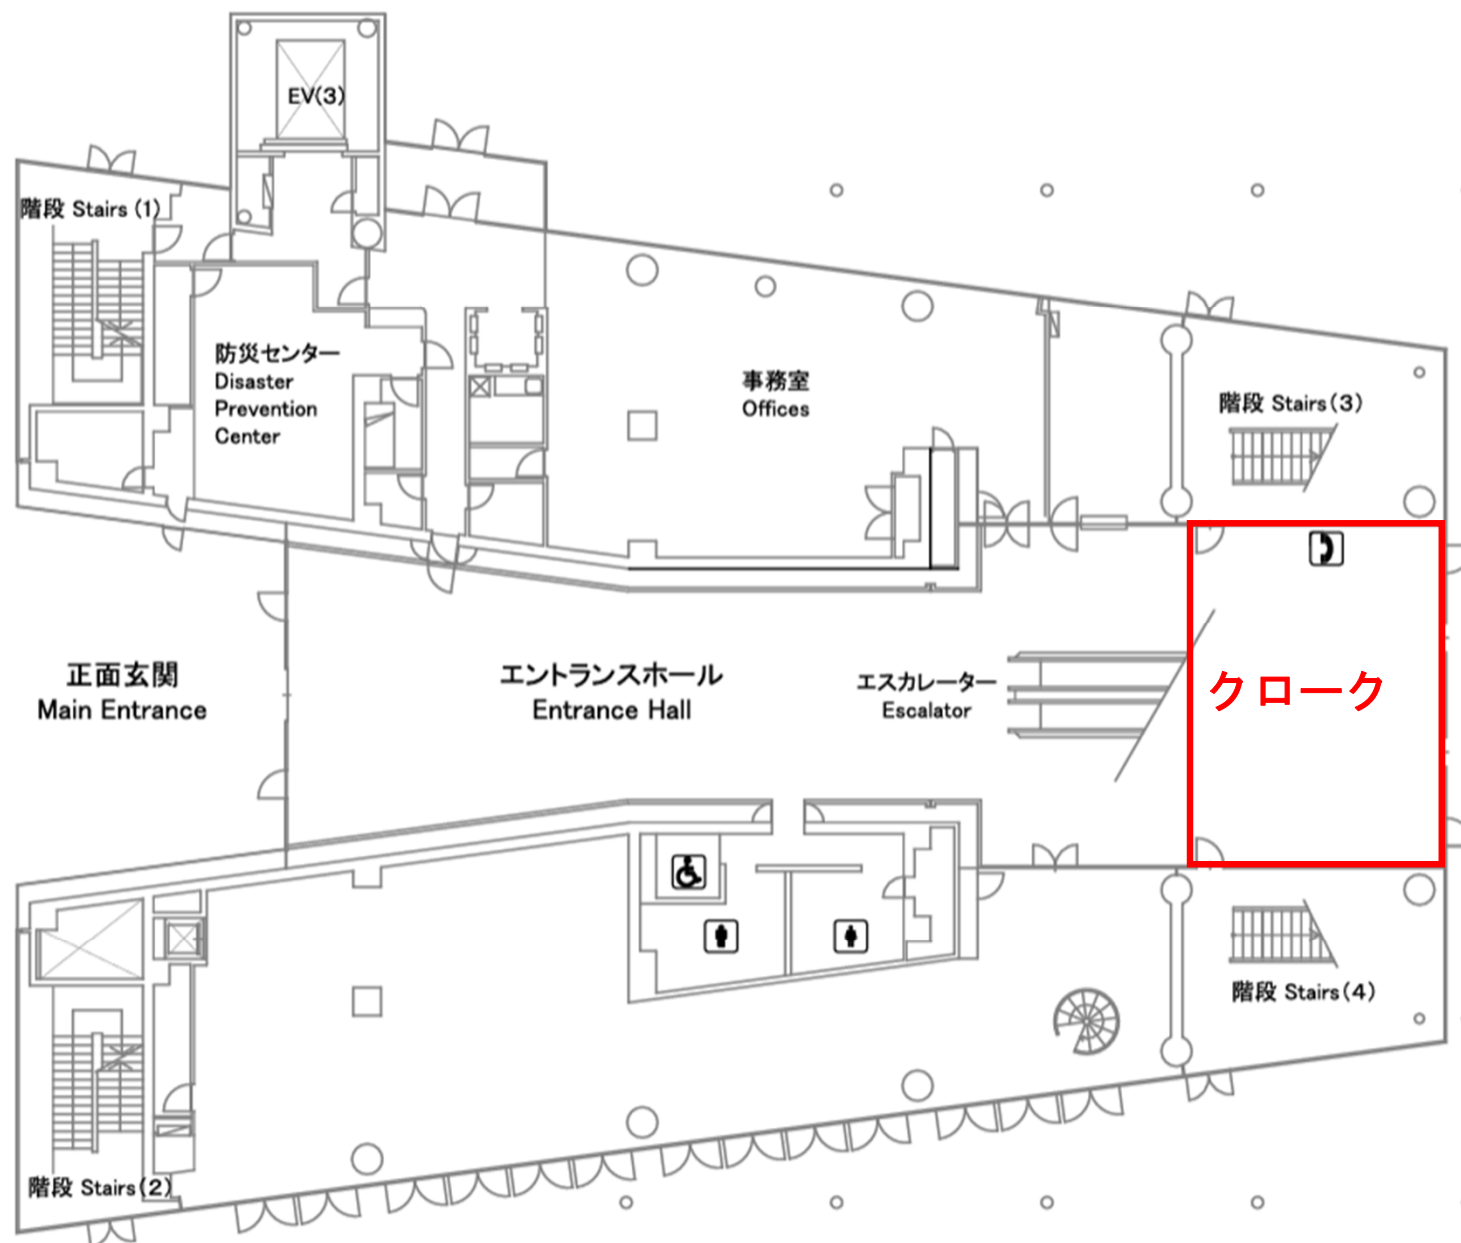 EV(3)
階段 Stairs (1)
防災センター
Disaster
Prevention
Center
事務室
Offices
階段 Stairs(3)
正面玄関
Main Entrance
エントランスホール
Entrance Hall
エスカレーター
Escalator
クローク
階段 Stairs(4)
階段 Stairs(2)